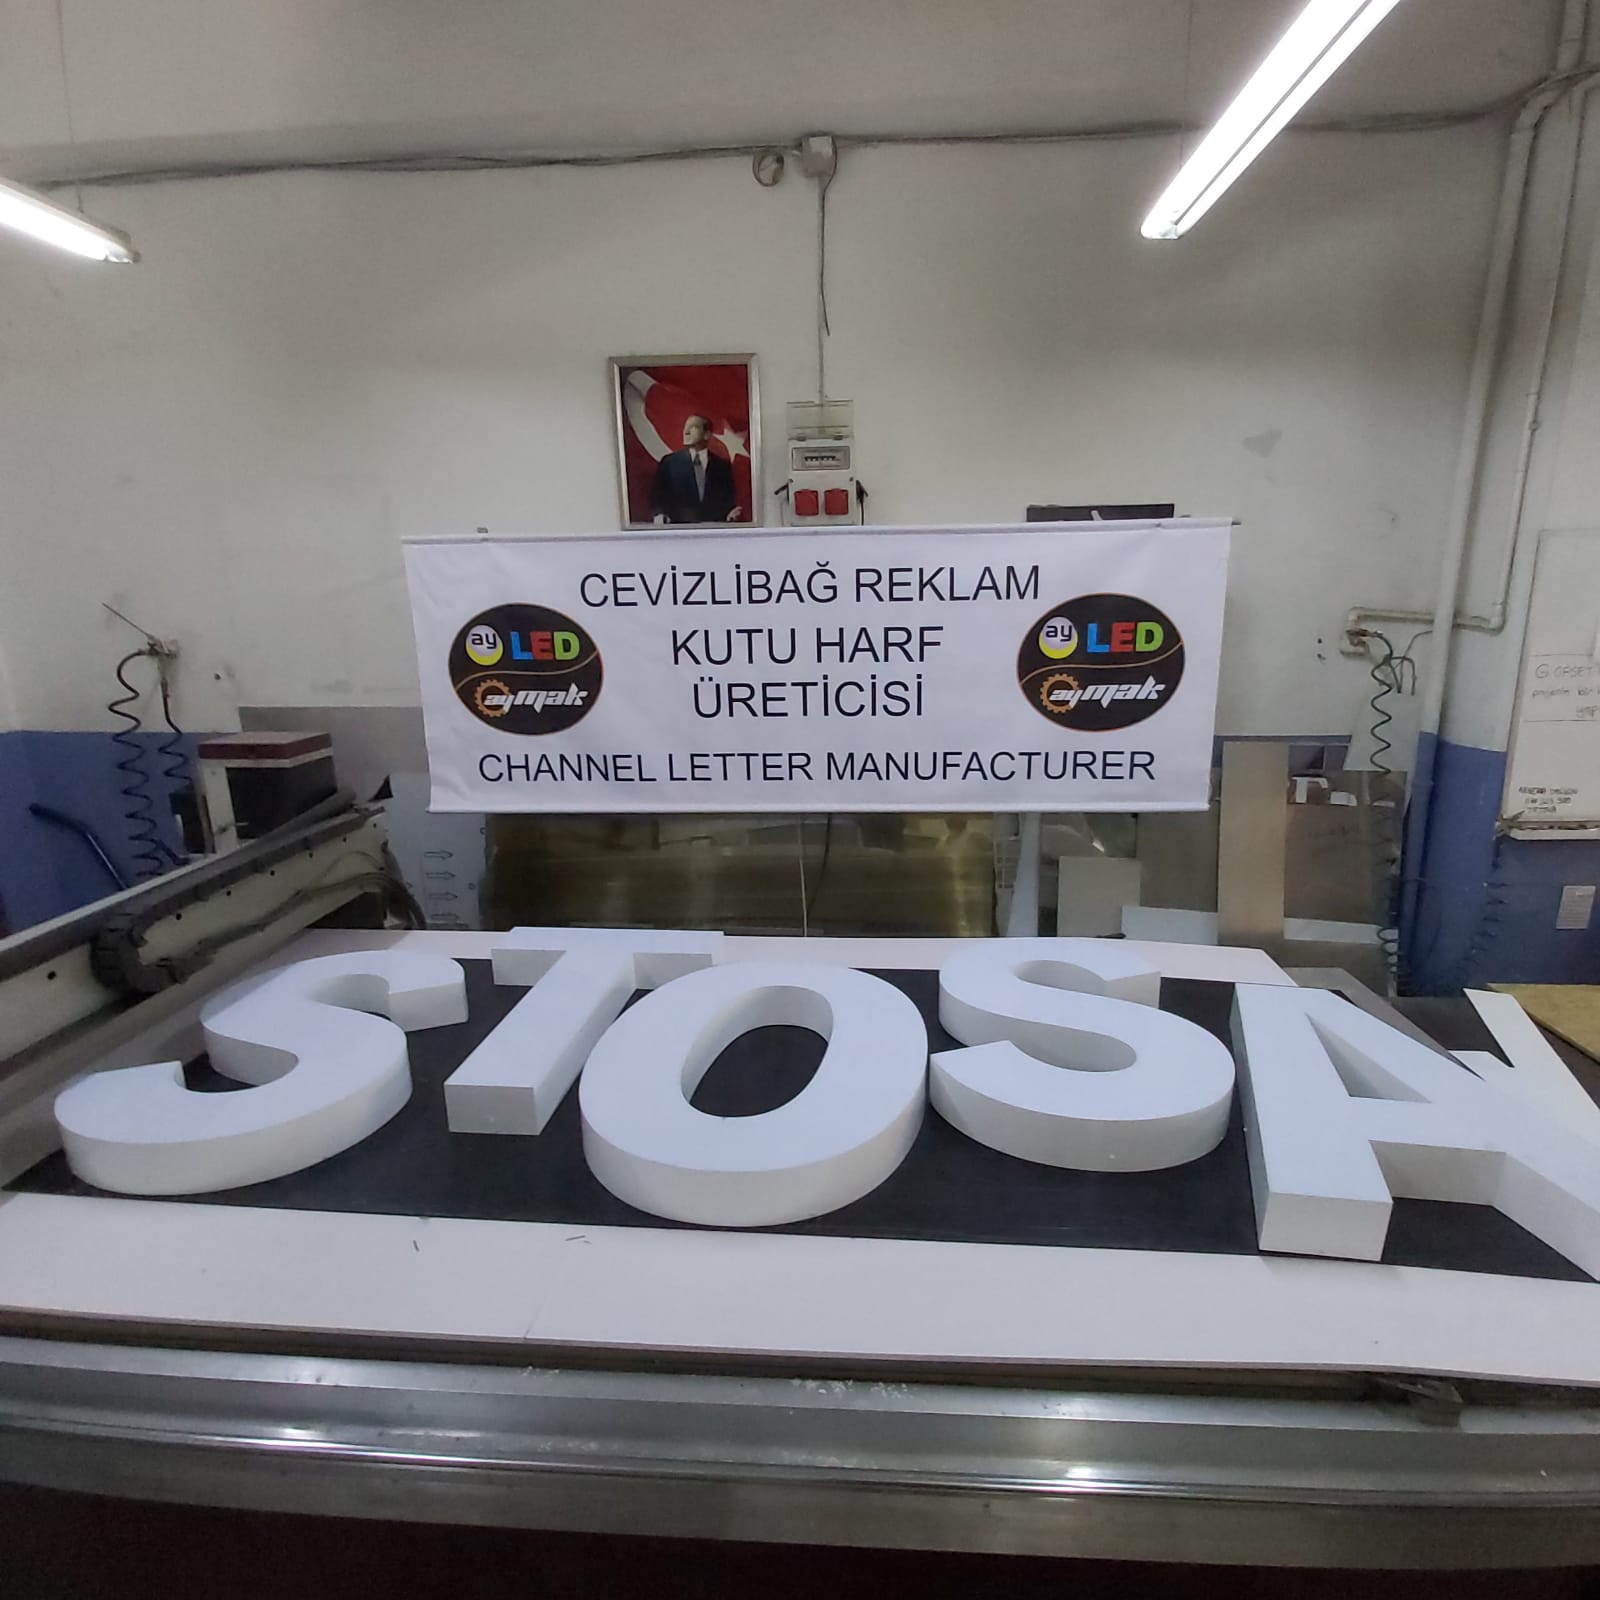 CEVİZLİBAĞ REKLAM
KUTU HARF
ÜRETİCİSİ
CHANNEL LETTER MANUFACTURER
ay LED
aymak
ay LED
aymak
STOSA